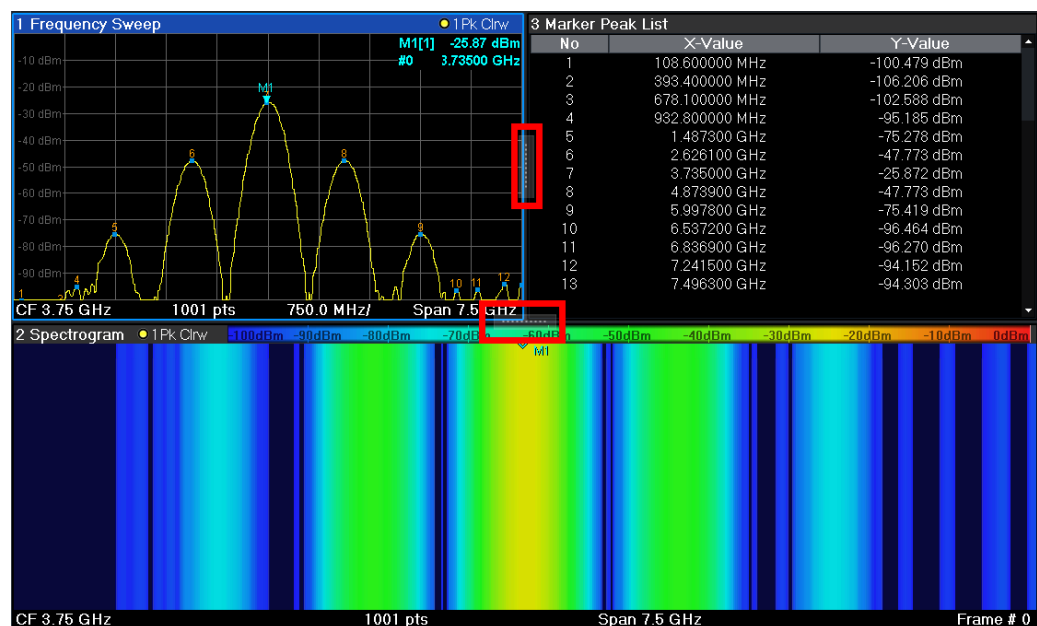 1 Frequency Sweep 1Pk Clrw
M1[1] -25.87 dBm
#0 3.73500 GHz
-10 dBm
-20 dBm
M1
-30 dBm
-40 dBm
6 8
-50 dBm
-60 dBm
-70 dBm
5 9
-80 dBm
-90 dBm
4 10 11 12
1 2
CF 3.75 GHz 1001 pts 750.0 MHz/ Span 7.5 GHz
3 Marker Peak List
No X-Value Y-Value
1 108.600000 MHz -100.479 dBm
2 393.400000 MHz -106.206 dBm
3 678.100000 MHz -102.588 dBm
4 932.800000 MHz -95.185 dBm
5 1.487300 GHz -75.278 dBm
6 2.626100 GHz -47.773 dBm
7 3.735000 GHz -25.872 dBm
8 4.873900 GHz -47.773 dBm
9 5.997800 GHz -75.419 dBm
10 6.537200 GHz -96.464 dBm
11 6.836900 GHz -96.270 dBm
12 7.241500 GHz -94.152 dBm
13 7.496300 GHz -94.303 dBm
2 Spectrogram 1Pk Clrw -100dBm -90dBm -80dBm -70dBm -60dBm -50dBm -40dBm -30dBm -20dBm -10dBm 0dBm
M1
CF 3.75 GHz 1001 pts Span 7.5 GHz Frame # 0